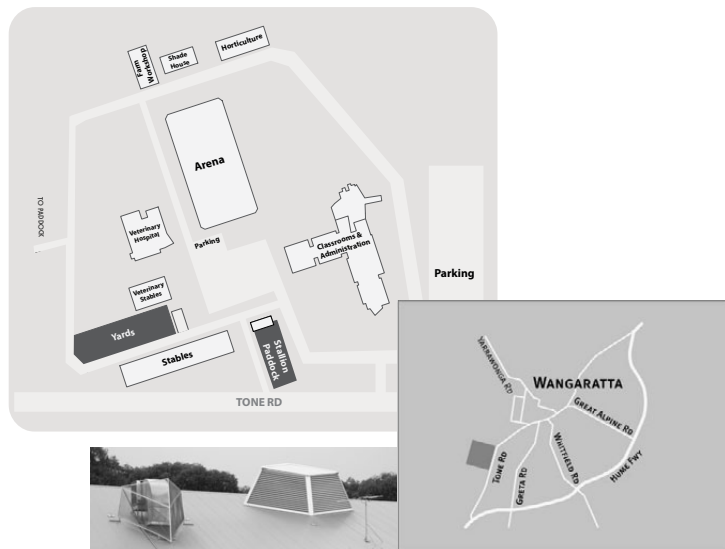 Farm
Workshop
Shade
House
Horticulture
Arena
TO PADDOCK
Veterinary
Hospital
Parking
Classrooms &
Administration
Parking
Veterinary
Stables
Yards
Stables
Stallion
Paddock
TONE RD
YARRAWONGA RD
WANGARATTA
GREAT ALPINE RD
TONE RD
GRETA RD
WHITFIELD RD
HUME FWY